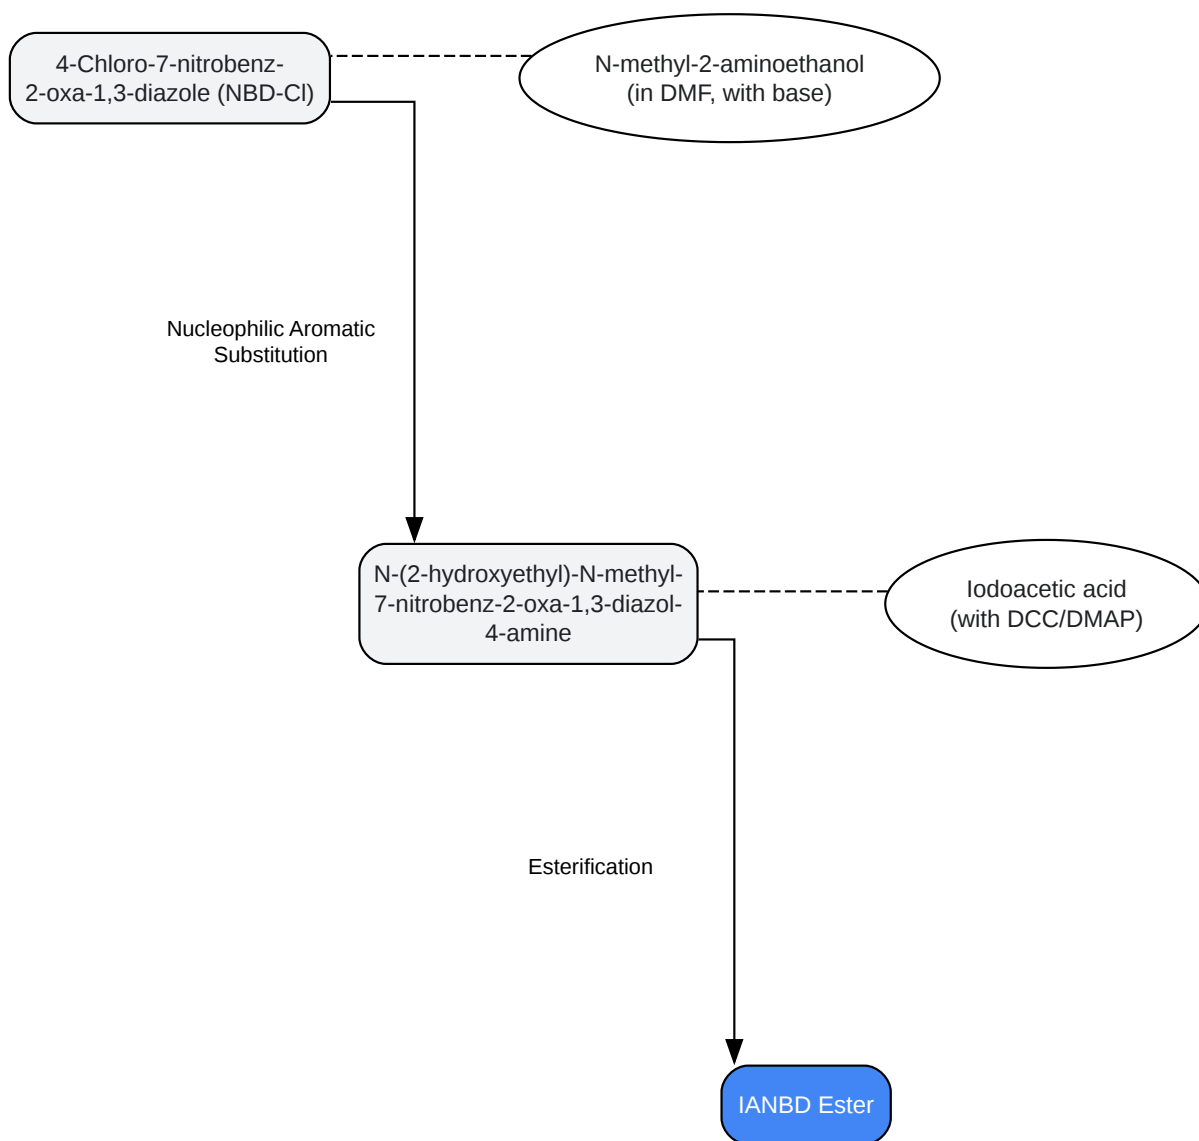 4-Chloro-7-nitrobenz-
2-oxa-1,3-diazole (NBD-Cl)
N-methyl-2-aminoethanol
(in DMF, with base)
Nucleophilic Aromatic
Substitution
N-(2-hydroxyethyl)-N-methyl-
7-nitrobenz-2-oxa-1,3-diazol-
4-amine
Iodoacetic acid
(with DCC/DMAP)
Esterification
IANBD Ester